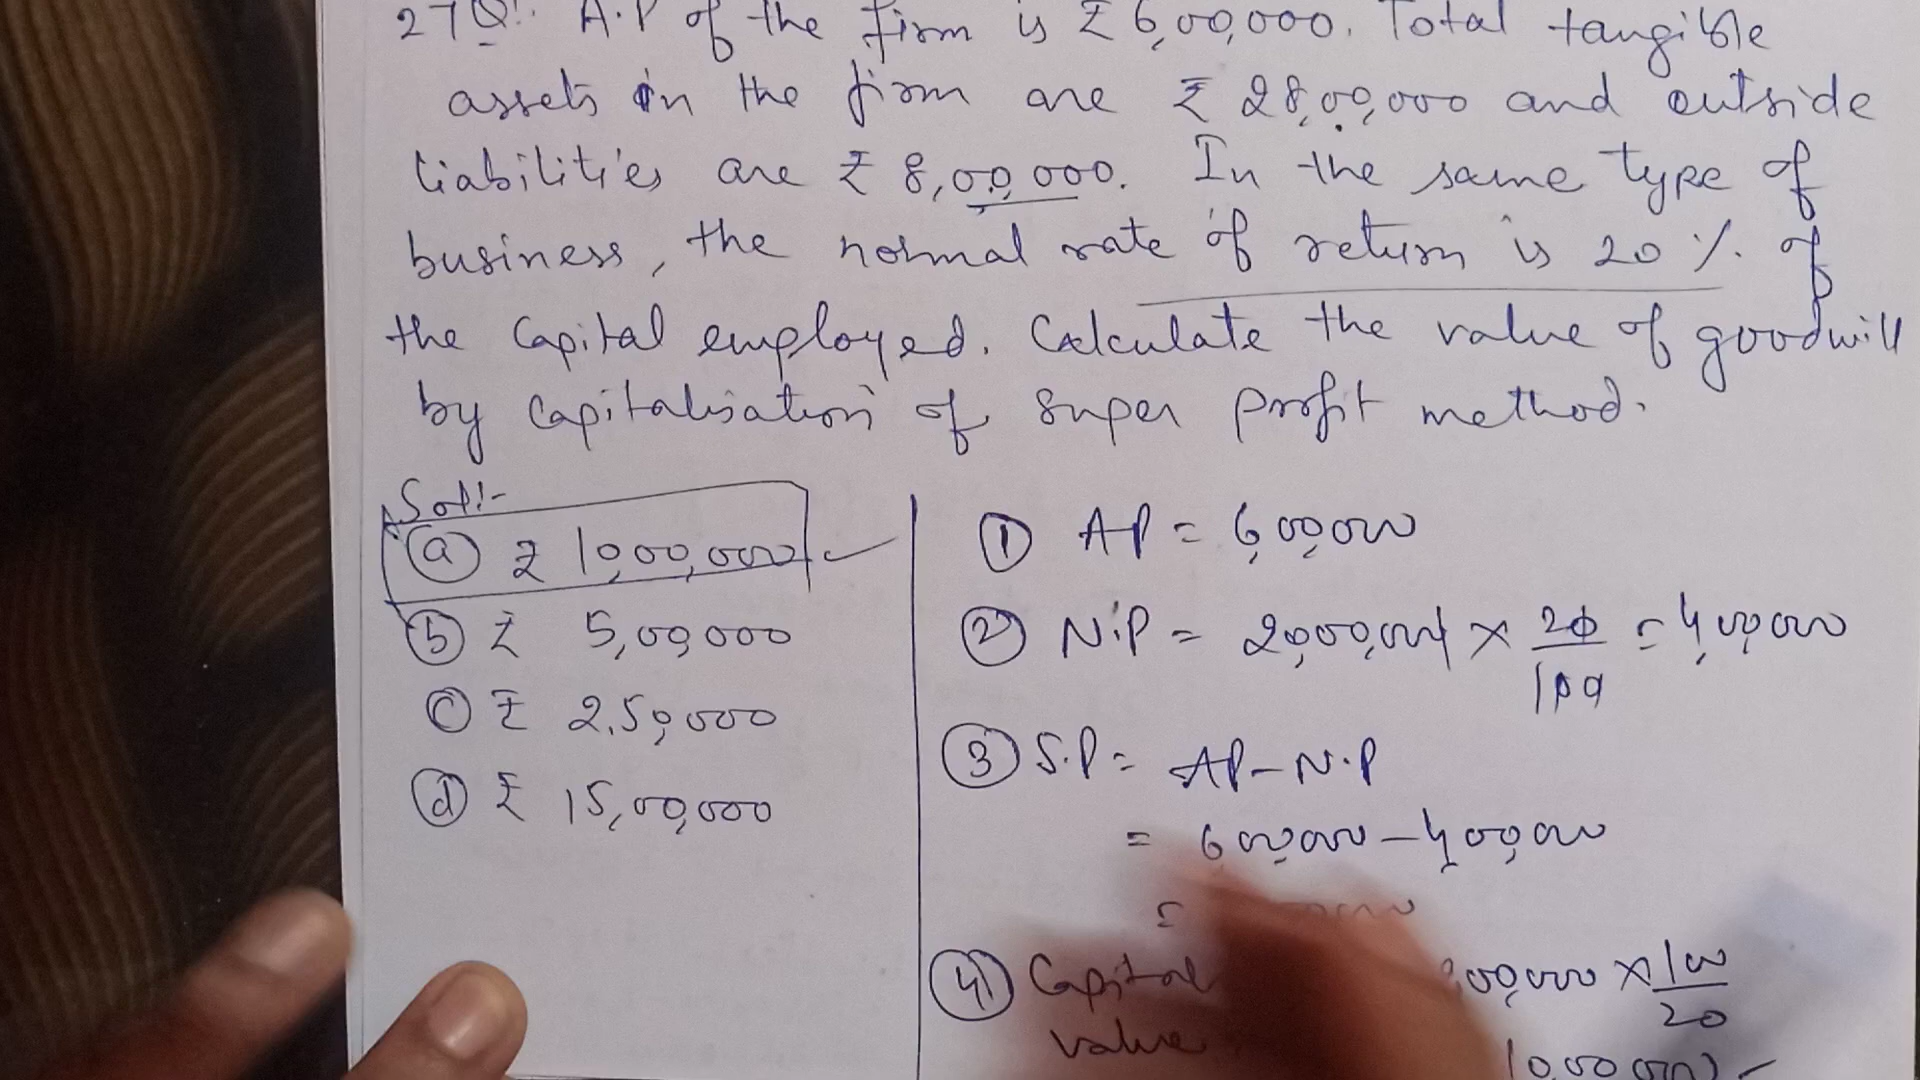 27Q:- A.P of the firm is ₹ 6,00,000. Total tangible
assets in the firm are ₹ 28,00,000 and outside
liabilities are ₹ 8,00,000. In the same type of
business, the normal rate of return is 20 % of
the Capital employed. Calculate the value of goodwill
by Capitalisation of super profit method.
Sol:-
(a) ₹ 10,00,000
(b) ₹ 5,00,000
(c) ₹ 2,50,000
(d) ₹ 15,00,000
(1) AP = 6,00,000
(2) N.P = 20,00,000 × 20/100 = 4,00,000
(3) S.P = AP - N.P
= 6,00,000 - 4,00,000
=
(4) Capital 00,000 × 100/20
value
10,00,000